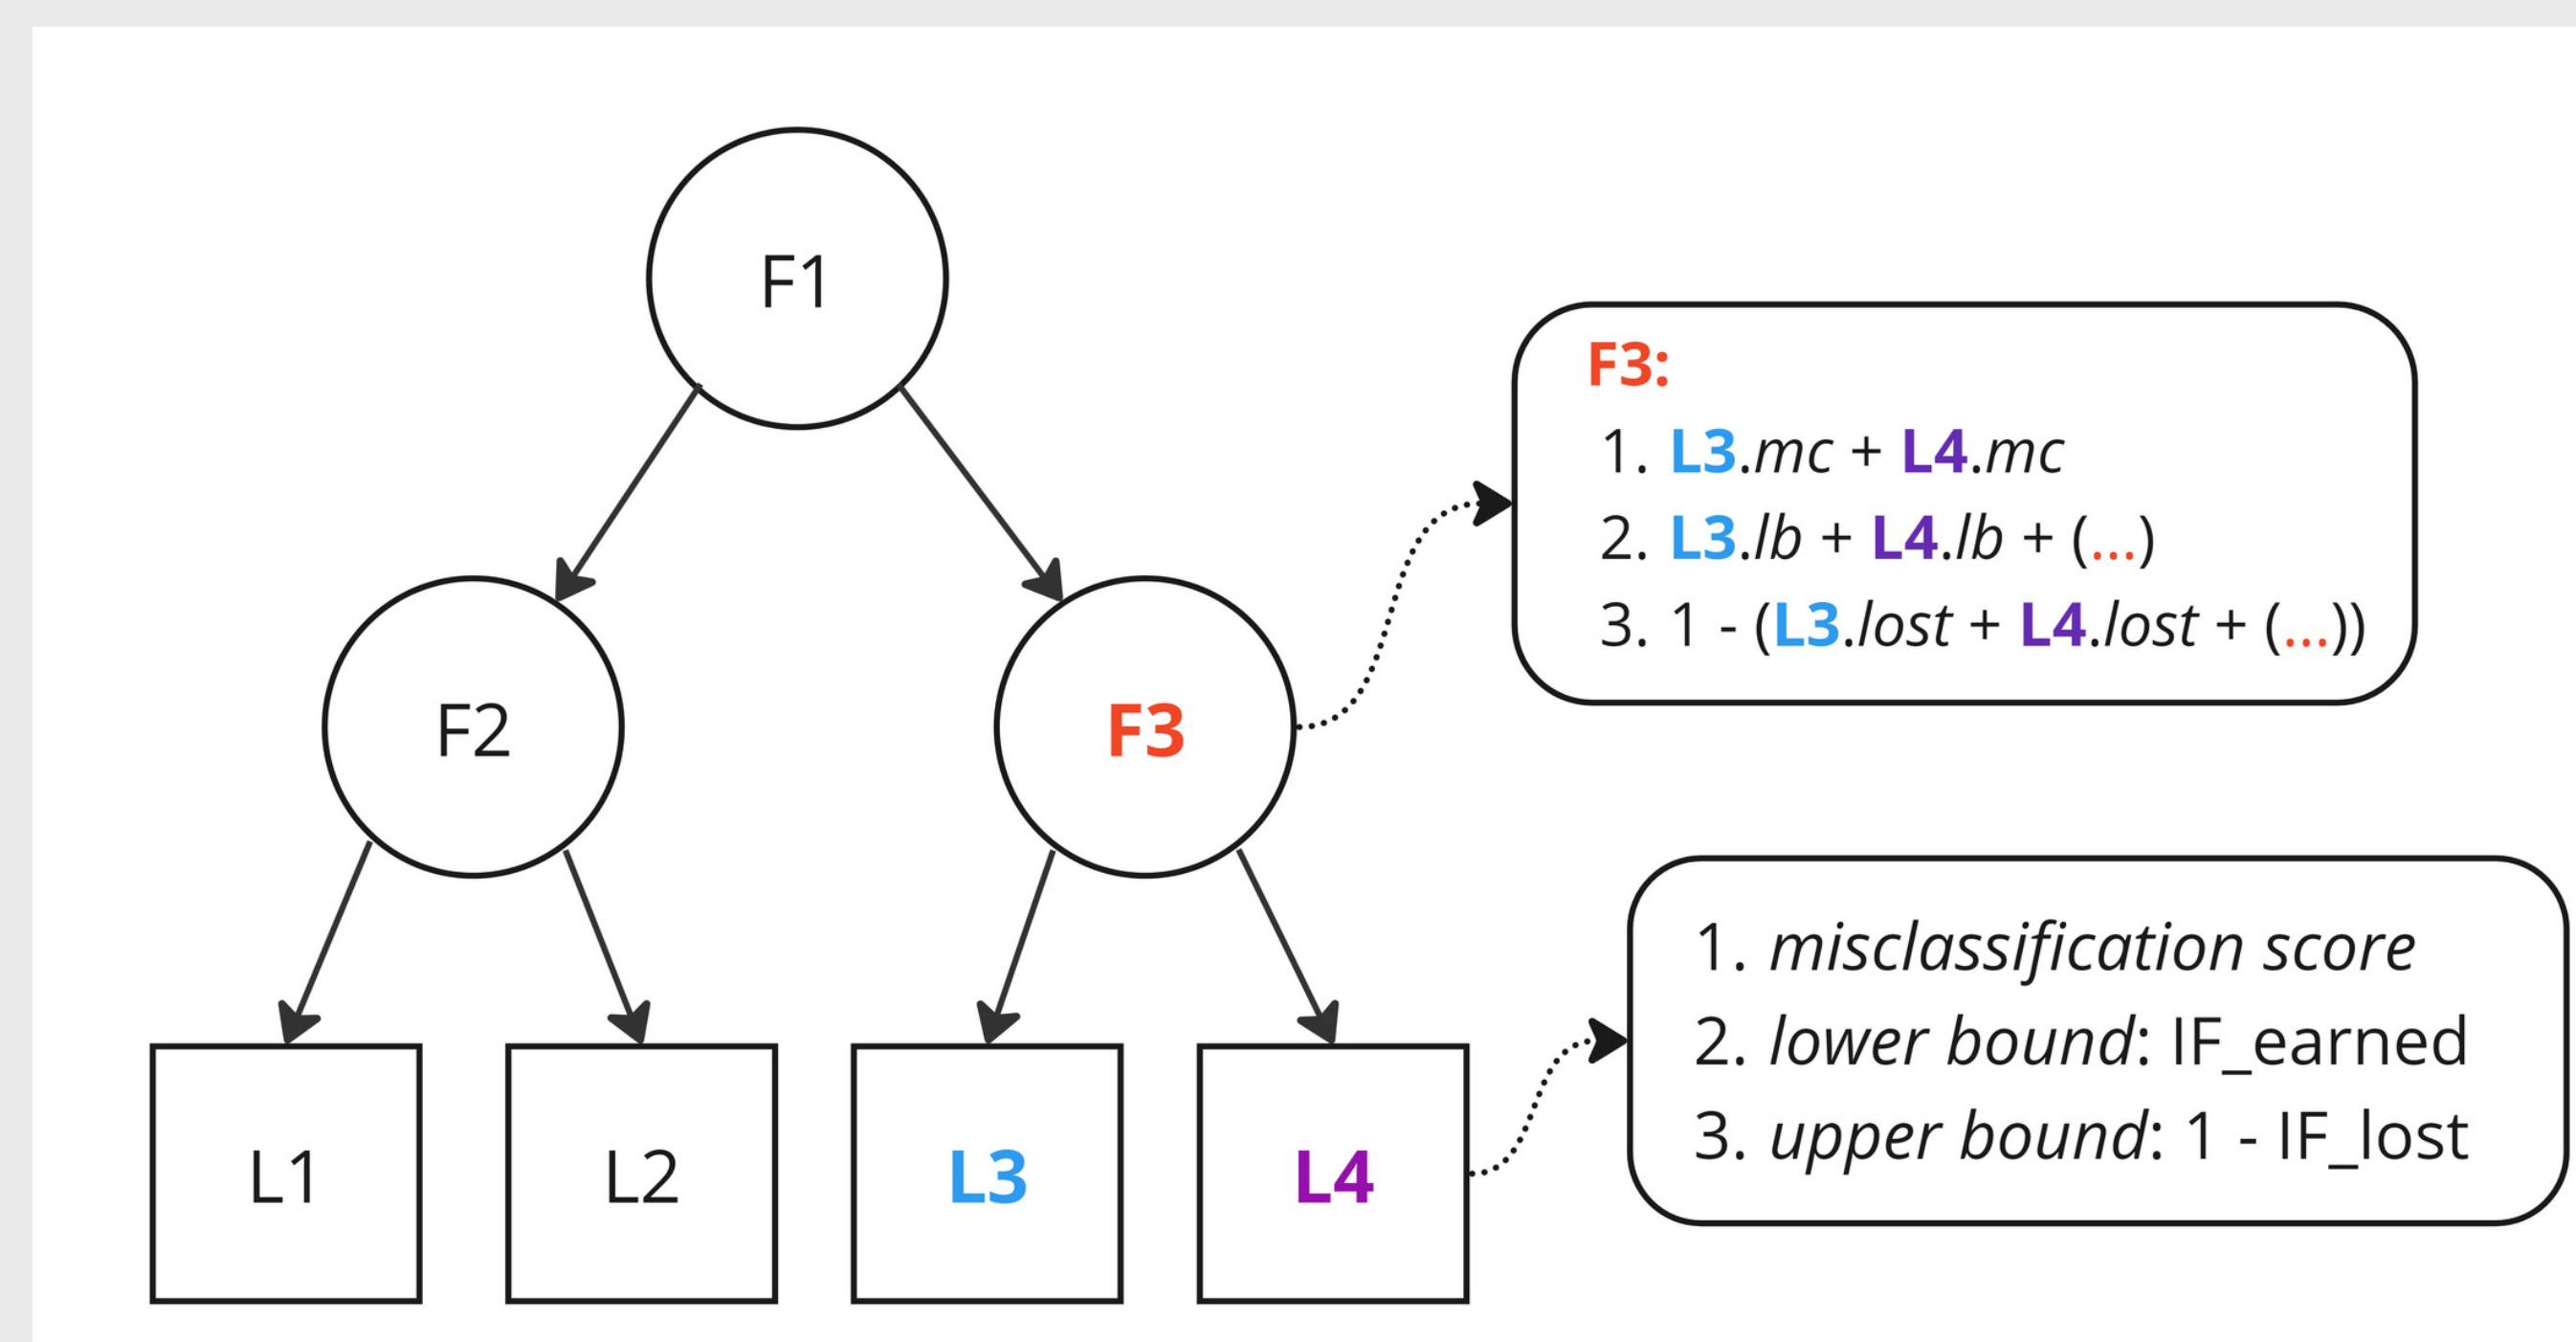 F1
F2
F3
L1
L2
L3
L4
F3:
1. L3.mc + L4.mc
2. L3.lb + L4.lb + (...)
3. 1 - (L3.lost + L4.lost + (...))
1. misclassification score
2. lower bound: IF_earned
3. upper bound: 1 - IF_lost